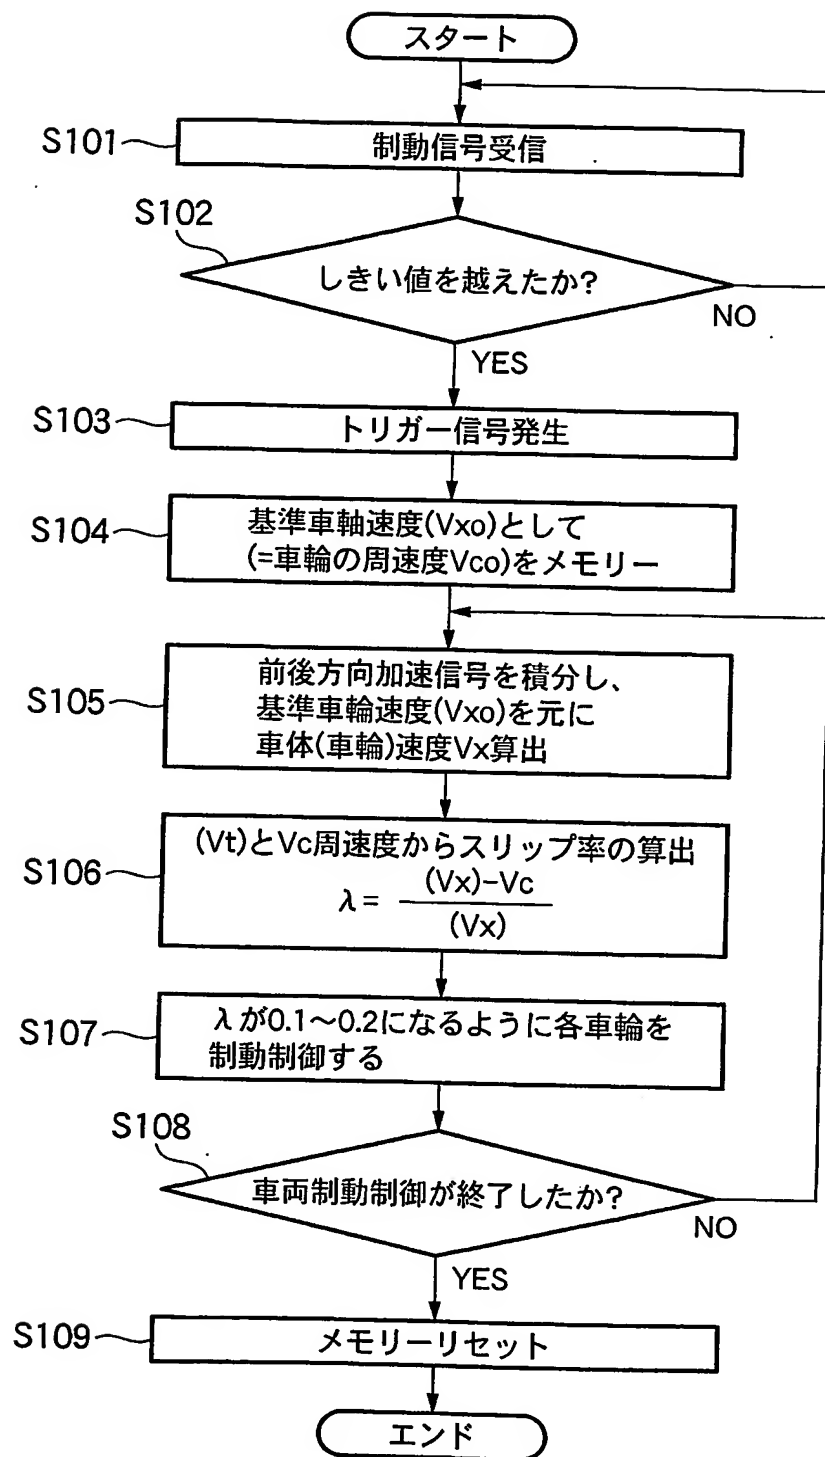 スタート
S101
制動信号受信
S102
しきい値を越えたか?
NO
YES
S103
トリガー信号発生
S104
基準車軸速度(Vxo)として
(=車輪の周速度Vco)をメモリー
S105
前後方向加速信号を積分し、
基準車輪速度(Vxo)を元に
車体(車輪)速度Vx算出
S106
(Vt)とVc周速度からスリップ率の算出
λ= (Vx)-Vc
(Vx)
S107
λが0.1〜0.2になるように各車輪を
制動制御する
S108
車両制動制御が終了したか?
NO
YES
S109
メモリーリセット
エンド